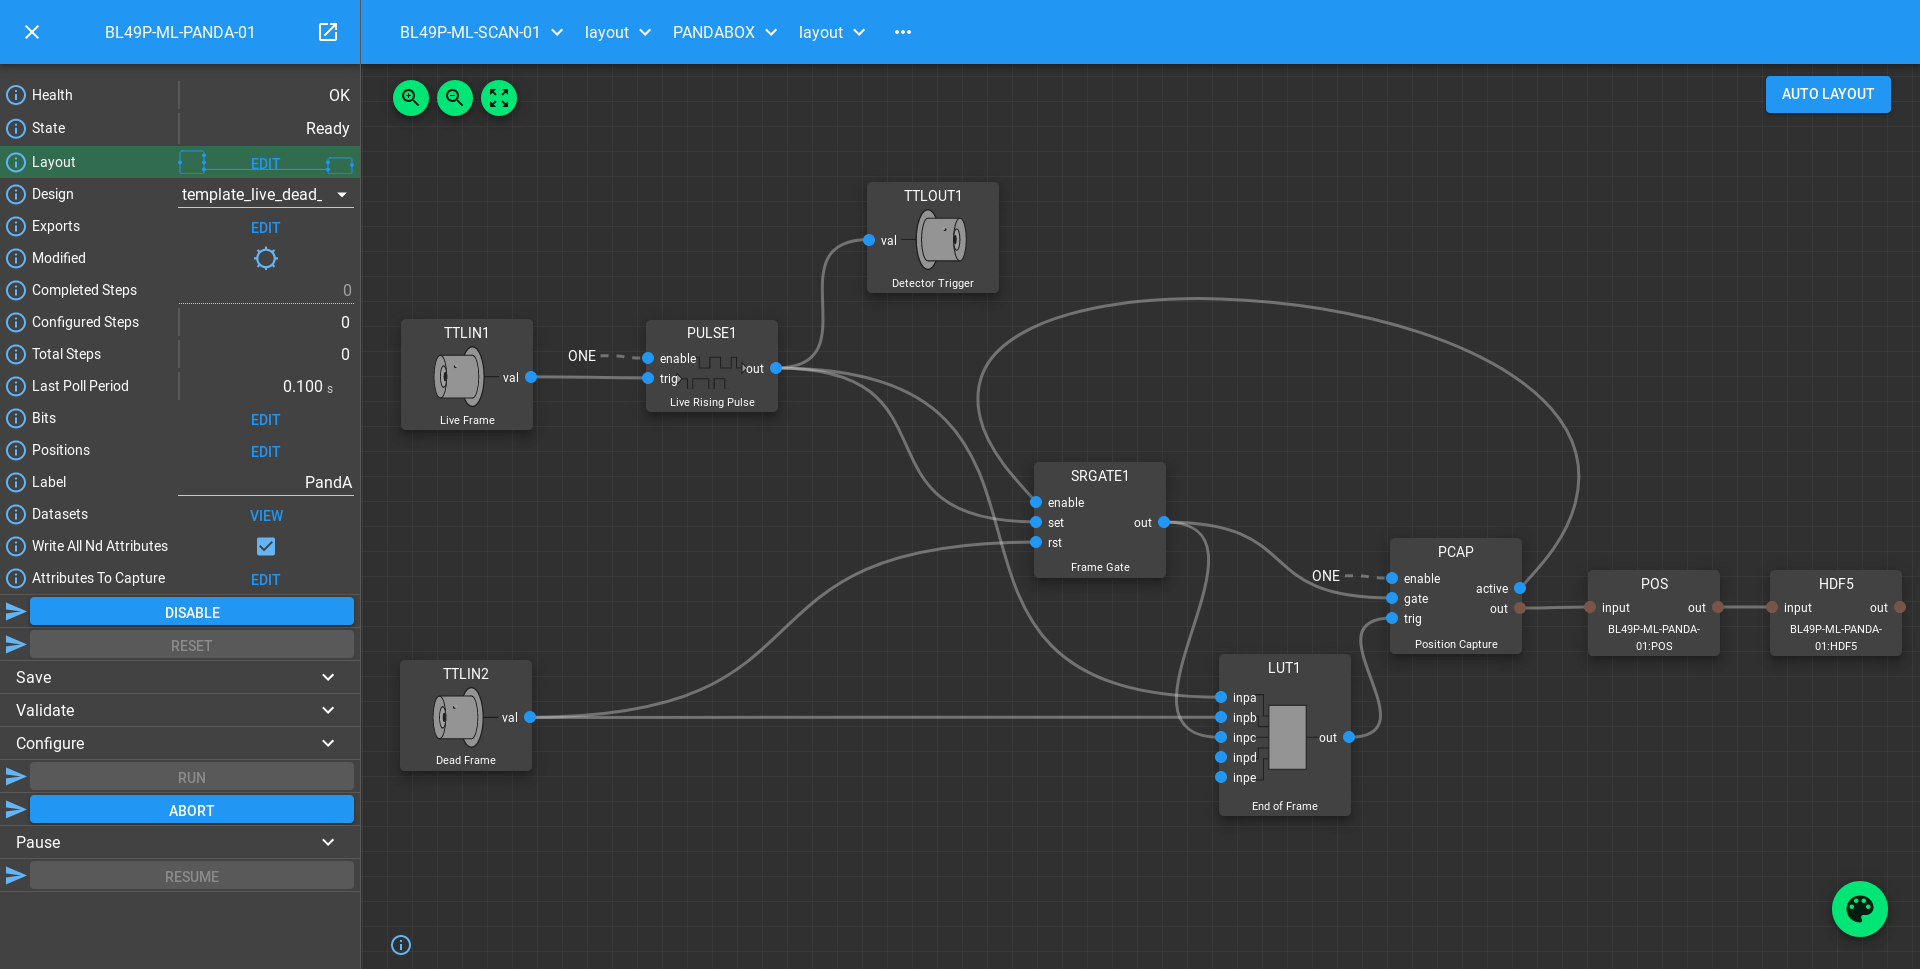 BL49P-ML-PANDA-01
BL49P-ML-SCAN-01 layout PANDABOX layout
AUTO LAYOUT
Health OK
State Ready
Layout EDIT
Design template_live_dead_
Exports EDIT
Modified
Completed Steps 0
Configured Steps 0
Total Steps 0
Last Poll Period 0.100 s
Bits EDIT
Positions EDIT
Label PandA
Datasets VIEW
Write All Nd Attributes
Attributes To Capture EDIT
DISABLE
RESET
Save
Validate
Configure
RUN
ABORT
Pause
RESUME
TTLOUT1
val
Detector Trigger
TTLIN1
val
Live Frame
ONE
PULSE1
enable
trig
out
Live Rising Pulse
SRGATE1
enable
set
rst
out
Frame Gate
ONE
PCAP
enable
gate
trig
active
out
Position Capture
POS
input out
BL49P-ML-PANDA-
01:POS
HDF5
input out
BL49P-ML-PANDA-
01:HDF5
TTLIN2
val
Dead Frame
LUT1
inpa
inpb
inpc
inpd
inpe
out
End of Frame